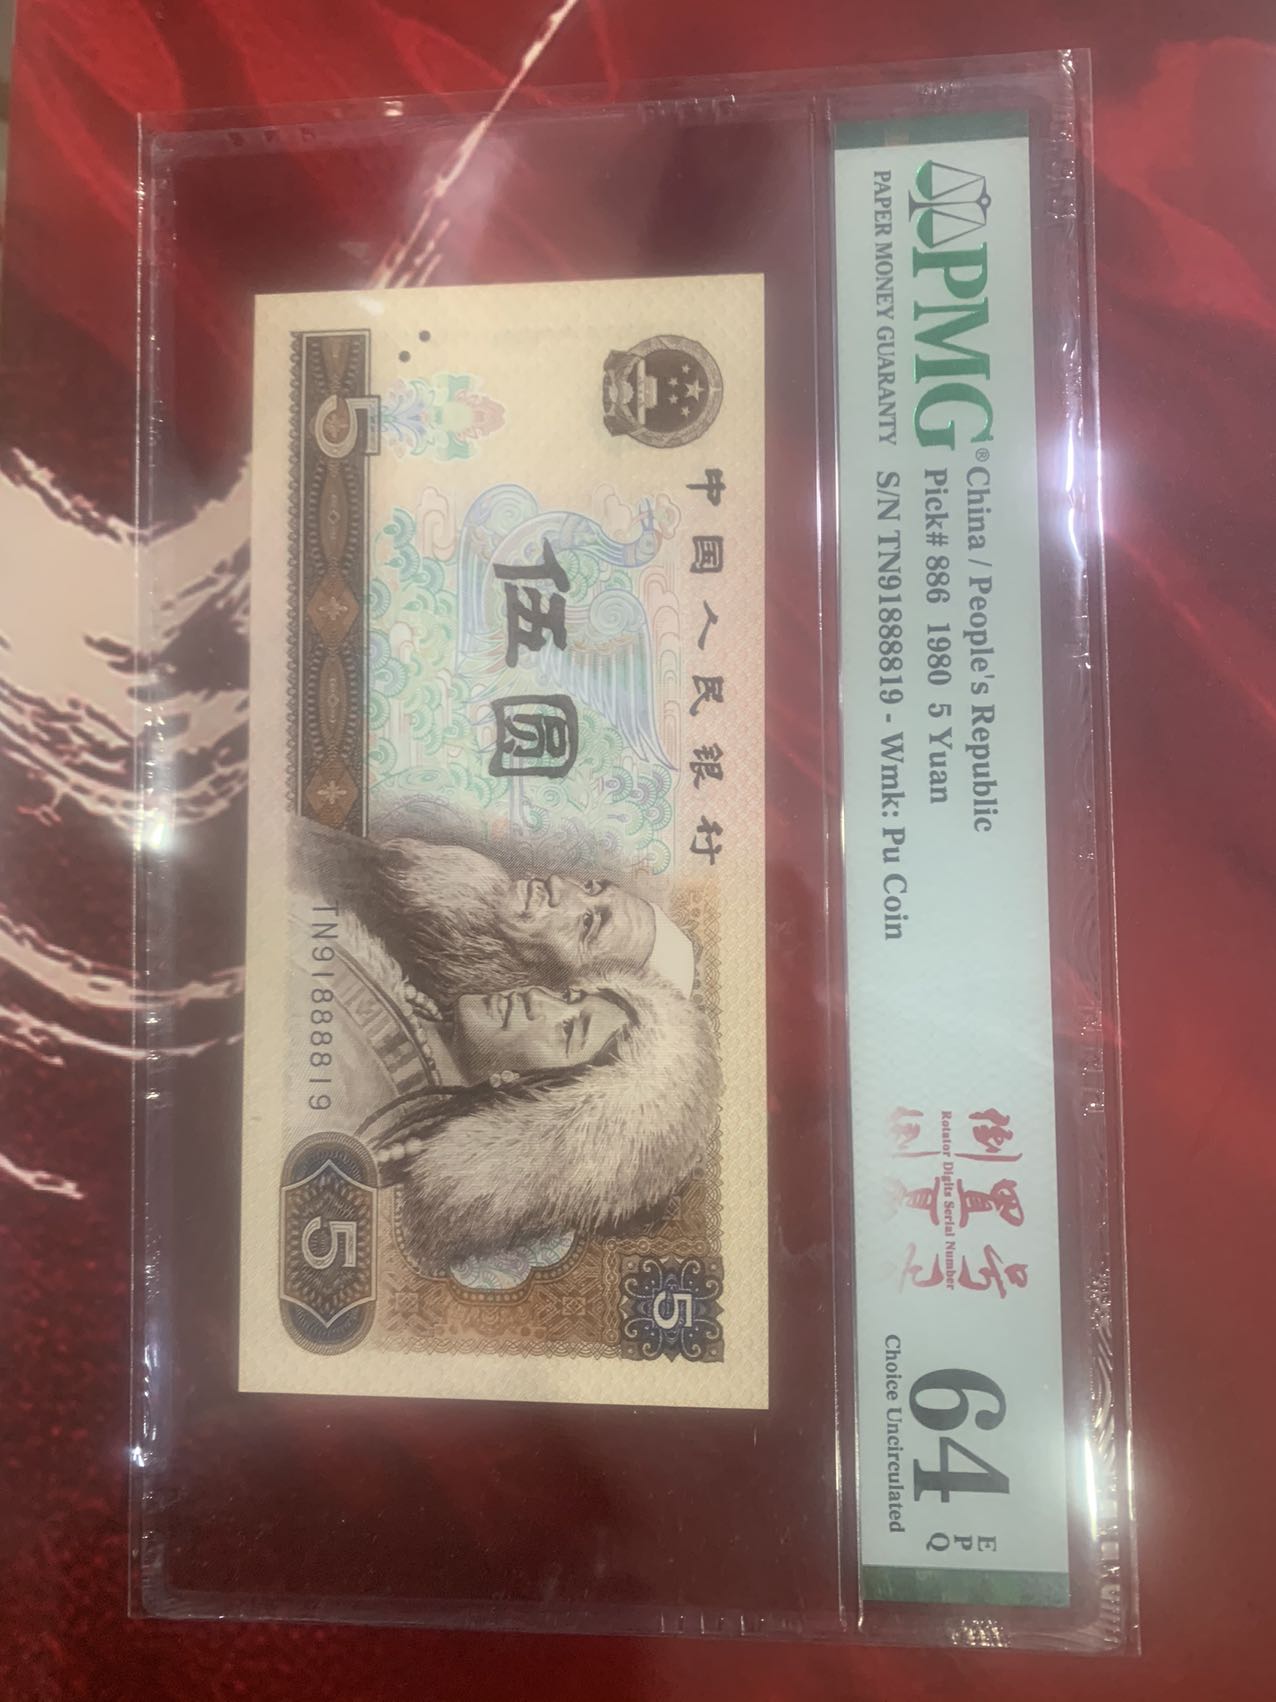 PMG®
PAPER MONEY GUARANTY
China / People's Republic
Pick# 886 1980 5 Yuan
S/N TN91888819 - Wmk: Pu Coin
倒置号
Rotator Digits Serial Number
64
EPQ
Choice Uncirculated
中国人民银行
伍圆
5
TN91888819
5
5